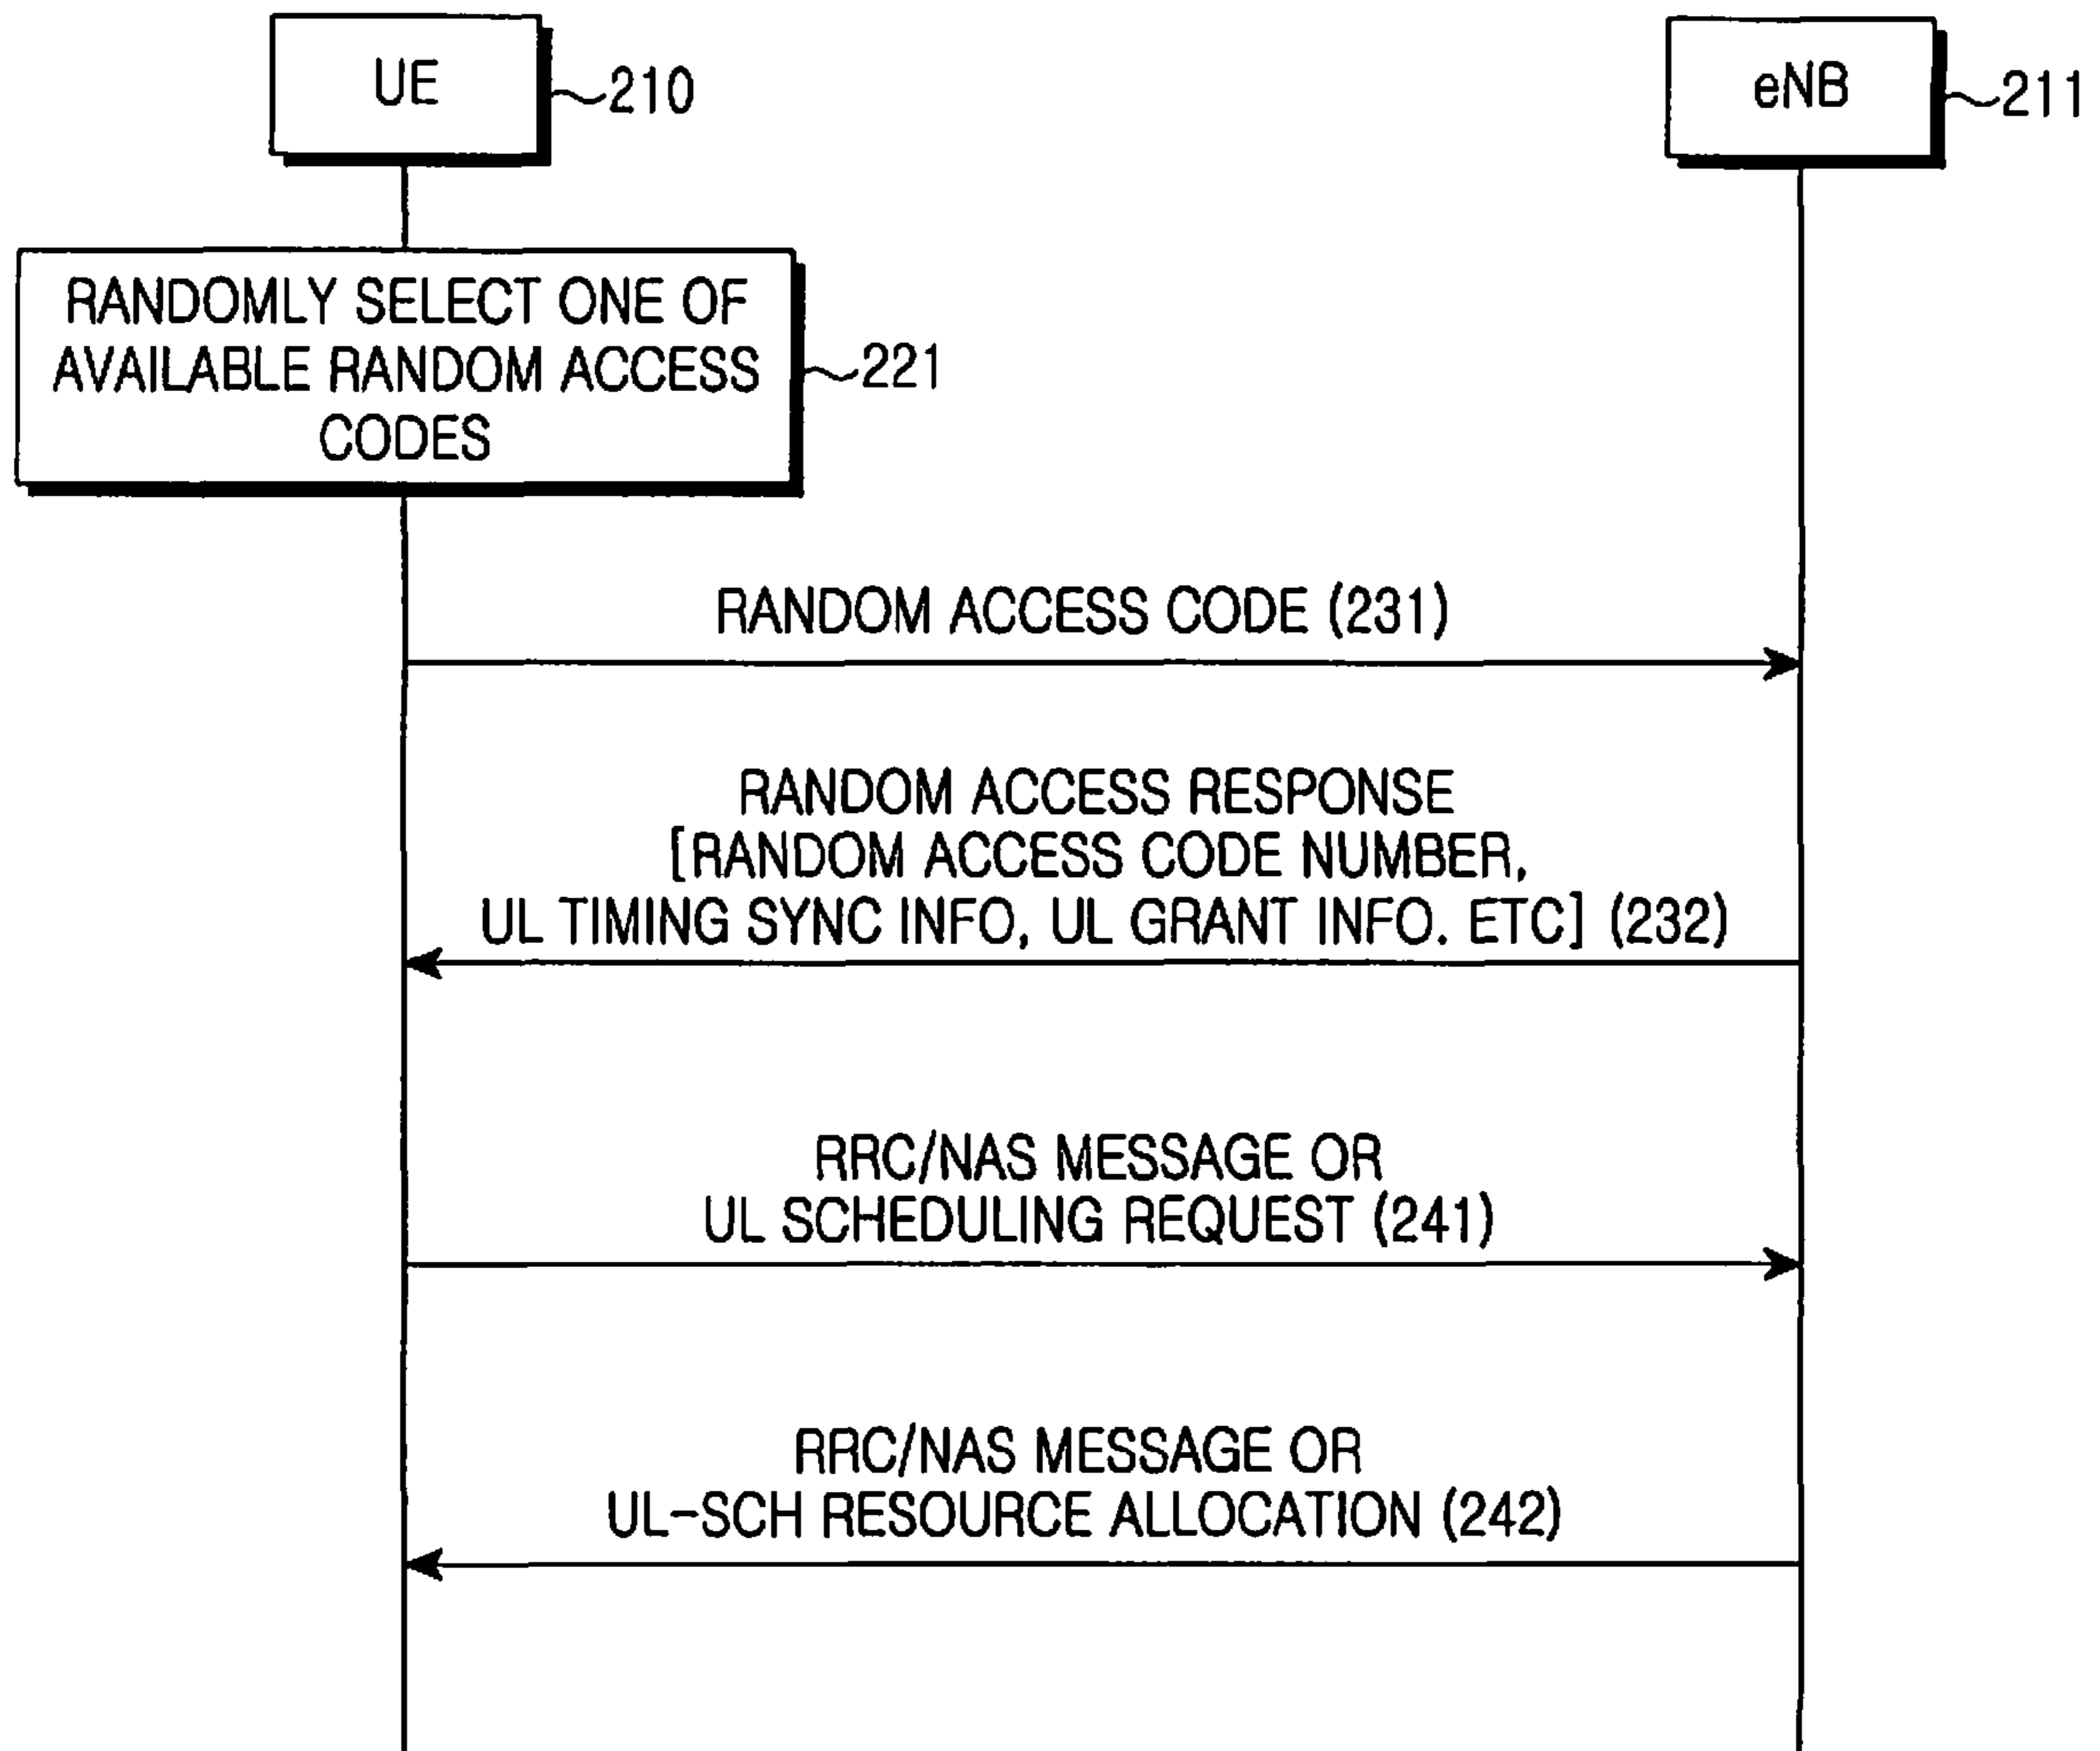 UE
210
eNB
211
RANDOMLY SELECT ONE OF
AVAILABLE RANDOM ACCESS
CODES
221
RANDOM ACCESS CODE (231)
RANDOM ACCESS RESPONSE
[RANDOM ACCESS CODE NUMBER,
UL TIMING SYNC INFO, UL GRANT INFO. ETC] (232)
RRC/NAS MESSAGE OR
UL SCHEDULING REQUEST (241)
RRC/NAS MESSAGE OR
UL-SCH RESOURCE ALLOCATION (242)